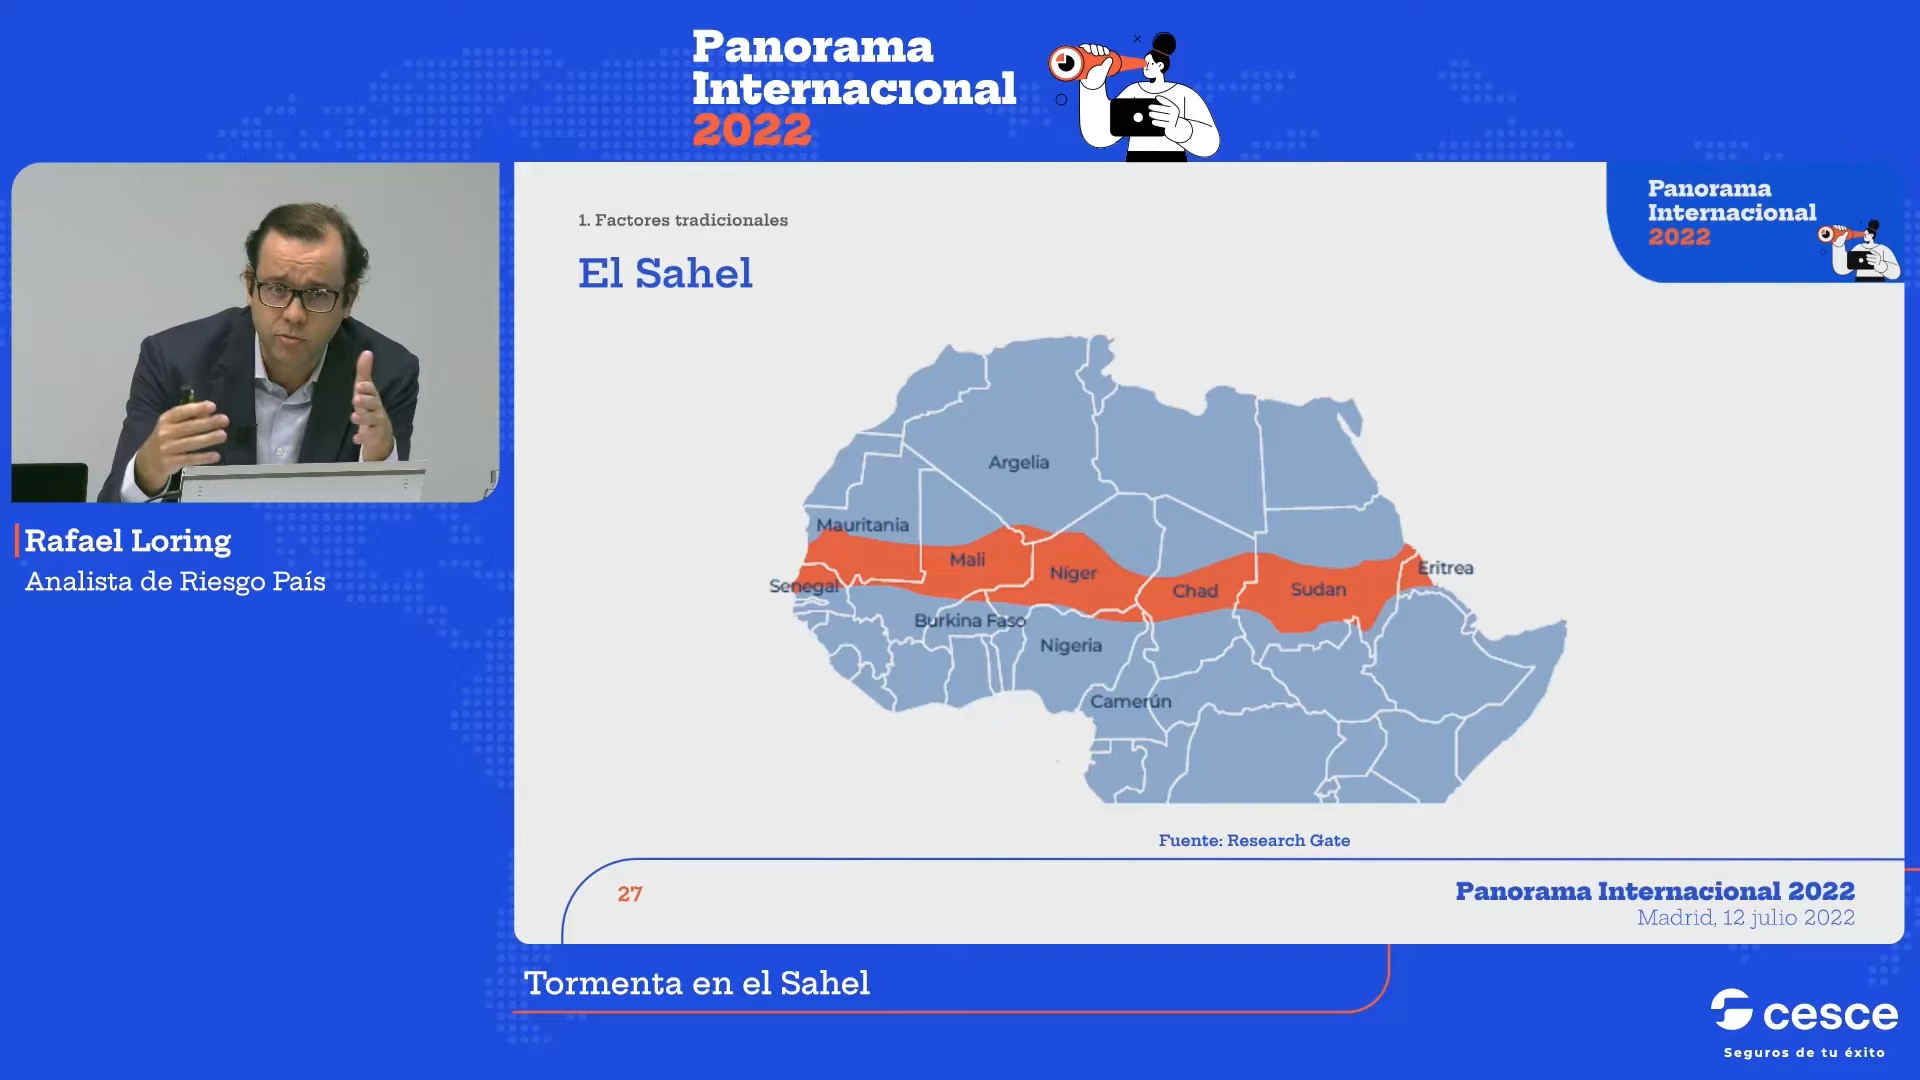 Panorama
Internacional
2022
Panorama
Internacional
2022
1. Factores tradicionales
El Sahel
Argelia
Mauritania
Mali
Níger
Eritrea
Senegal
Chad
Sudan
Burkina Faso
Nigeria
Camerún
Fuente: Research Gate
27
Panorama Internacional 2022
Madrid, 12 julio 2022
Rafael Loring
Analista de Riesgo País
Tormenta en el Sahel
cesce
Seguros de tu éxito